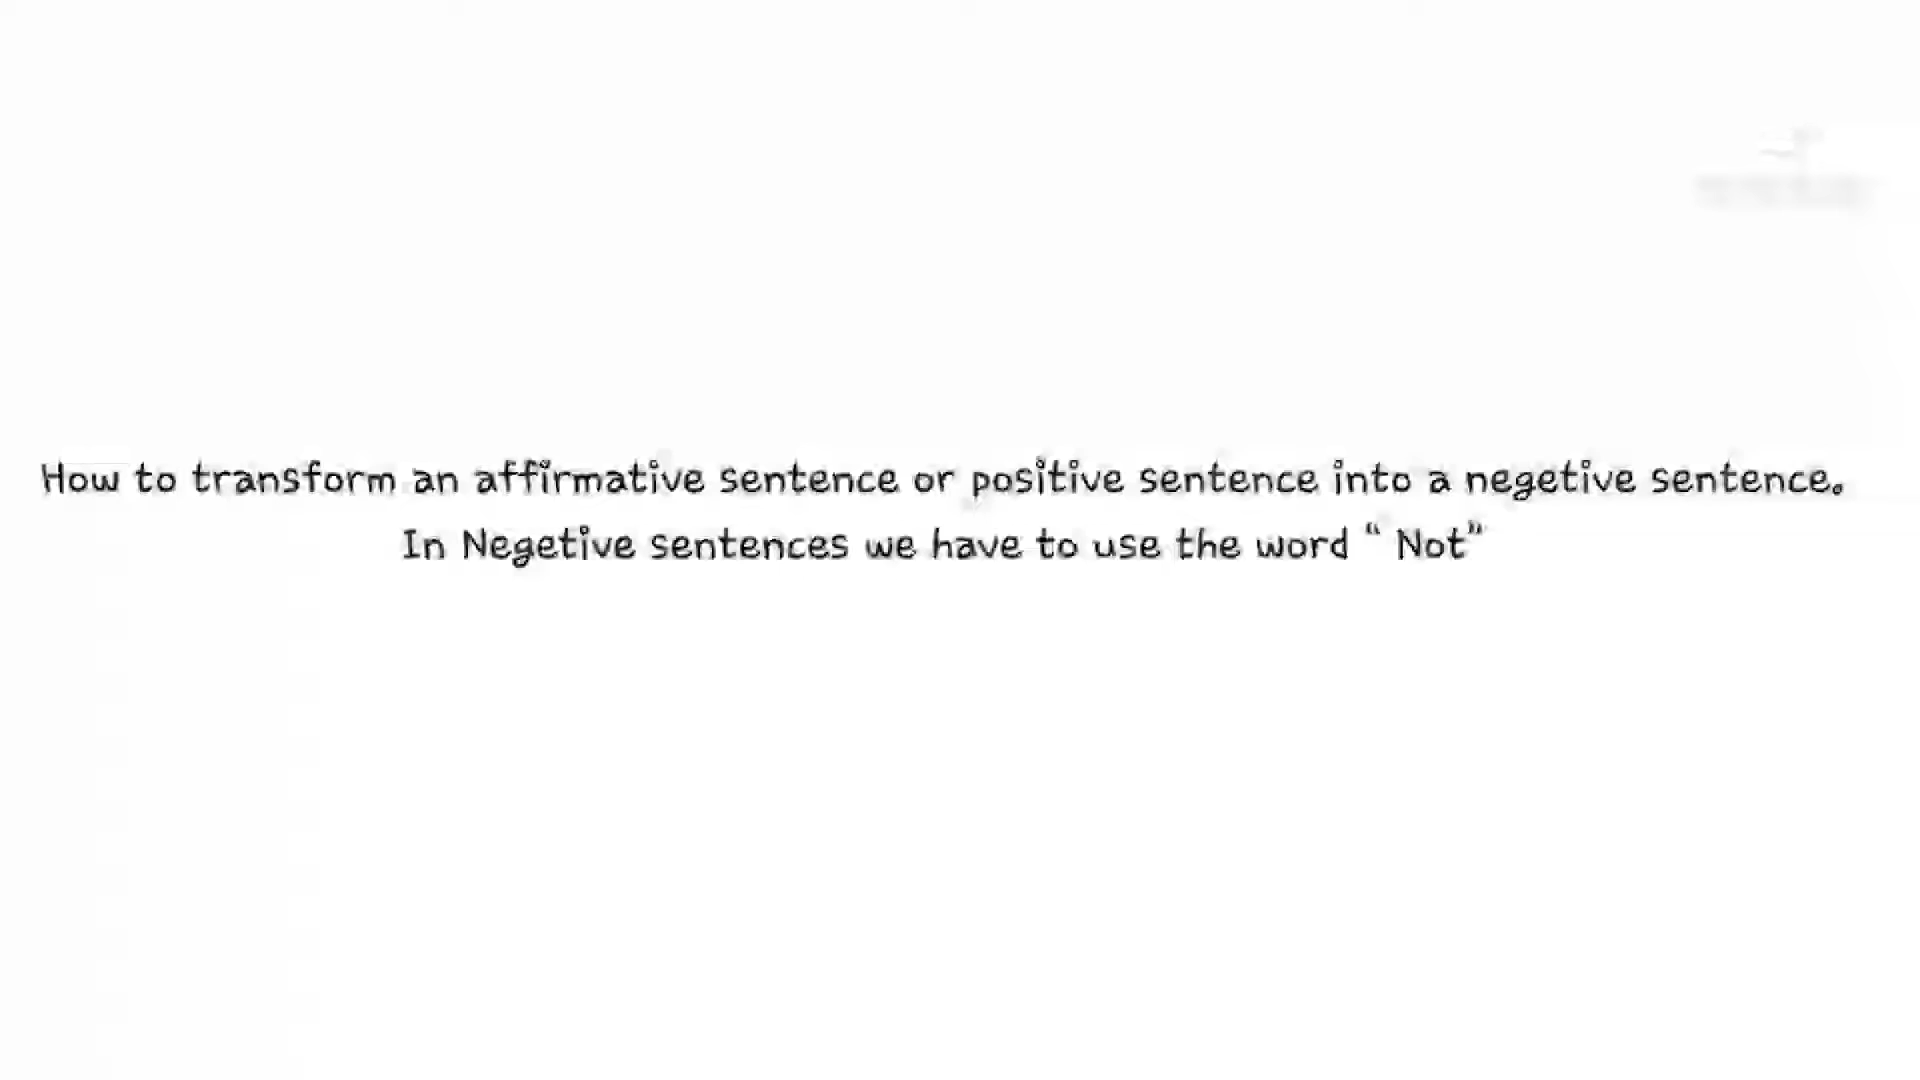 How to transform an affirmative sentence or positive sentence into a negetive sentence.
In Negetive sentences we have to use the word “ Not”